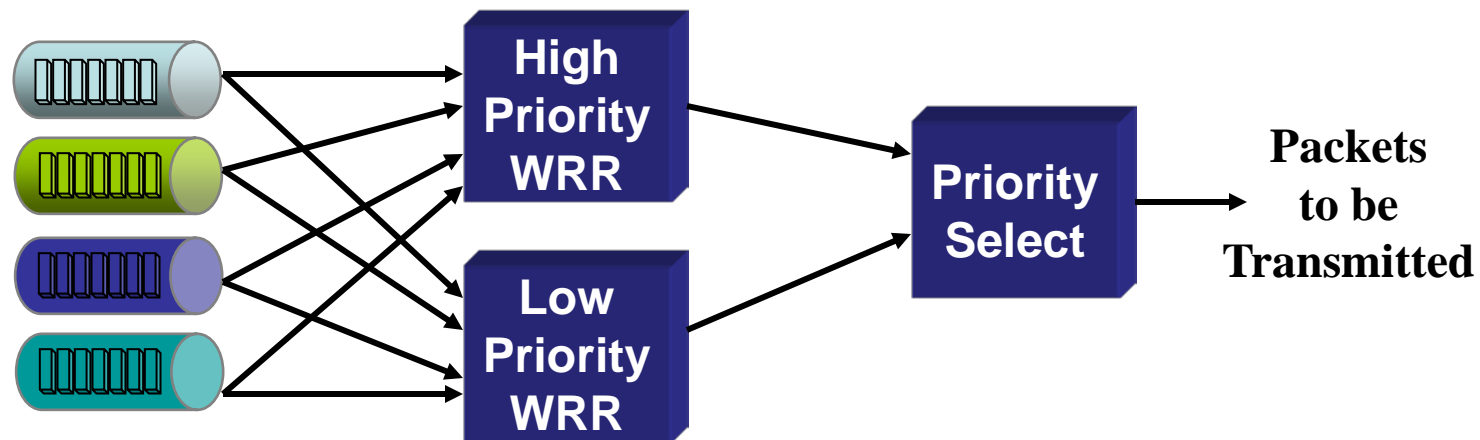 High
Priority
WRR
Low
Priority
WRR
Priority
Select
Packets
to be
Transmitted